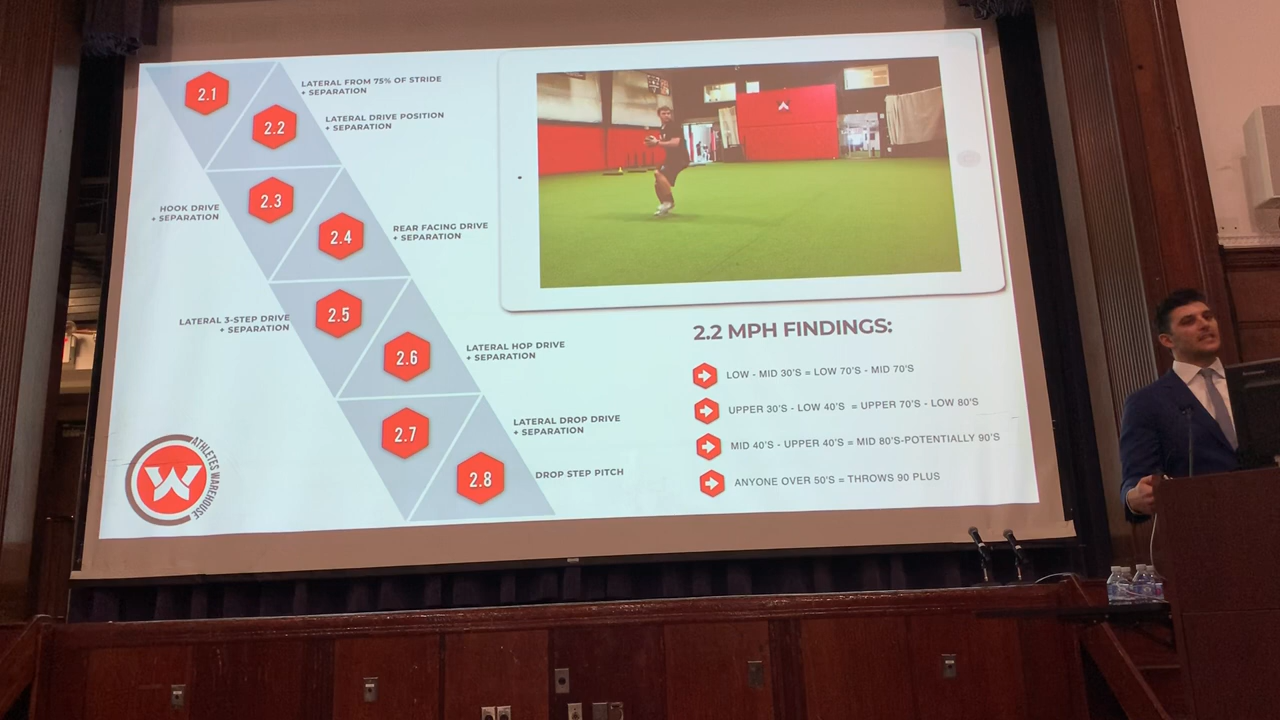 2.1
LATERAL FROM 75% OF STRIDE
+ SEPARATION
2.2
LATERAL DRIVE POSITION
+ SEPARATION
2.3
HOOK DRIVE
+ SEPARATION
2.4
REAR FACING DRIVE
+ SEPARATION
2.5
LATERAL 3-STEP DRIVE
+ SEPARATION
2.6
LATERAL HOP DRIVE
+ SEPARATION
2.7
LATERAL DROP DRIVE
+ SEPARATION
2.8
DROP STEP PITCH
W
ATHLETES WAREHOUSE
2.2 MPH FINDINGS:
LOW - MID 30'S = LOW 70'S - MID 70'S
UPPER 30'S - LOW 40'S = UPPER 70'S - LOW 80'S
MID 40'S - UPPER 40'S = MID 80'S-POTENTIALLY 90'S
ANYONE OVER 50'S = THROWS 90 PLUS